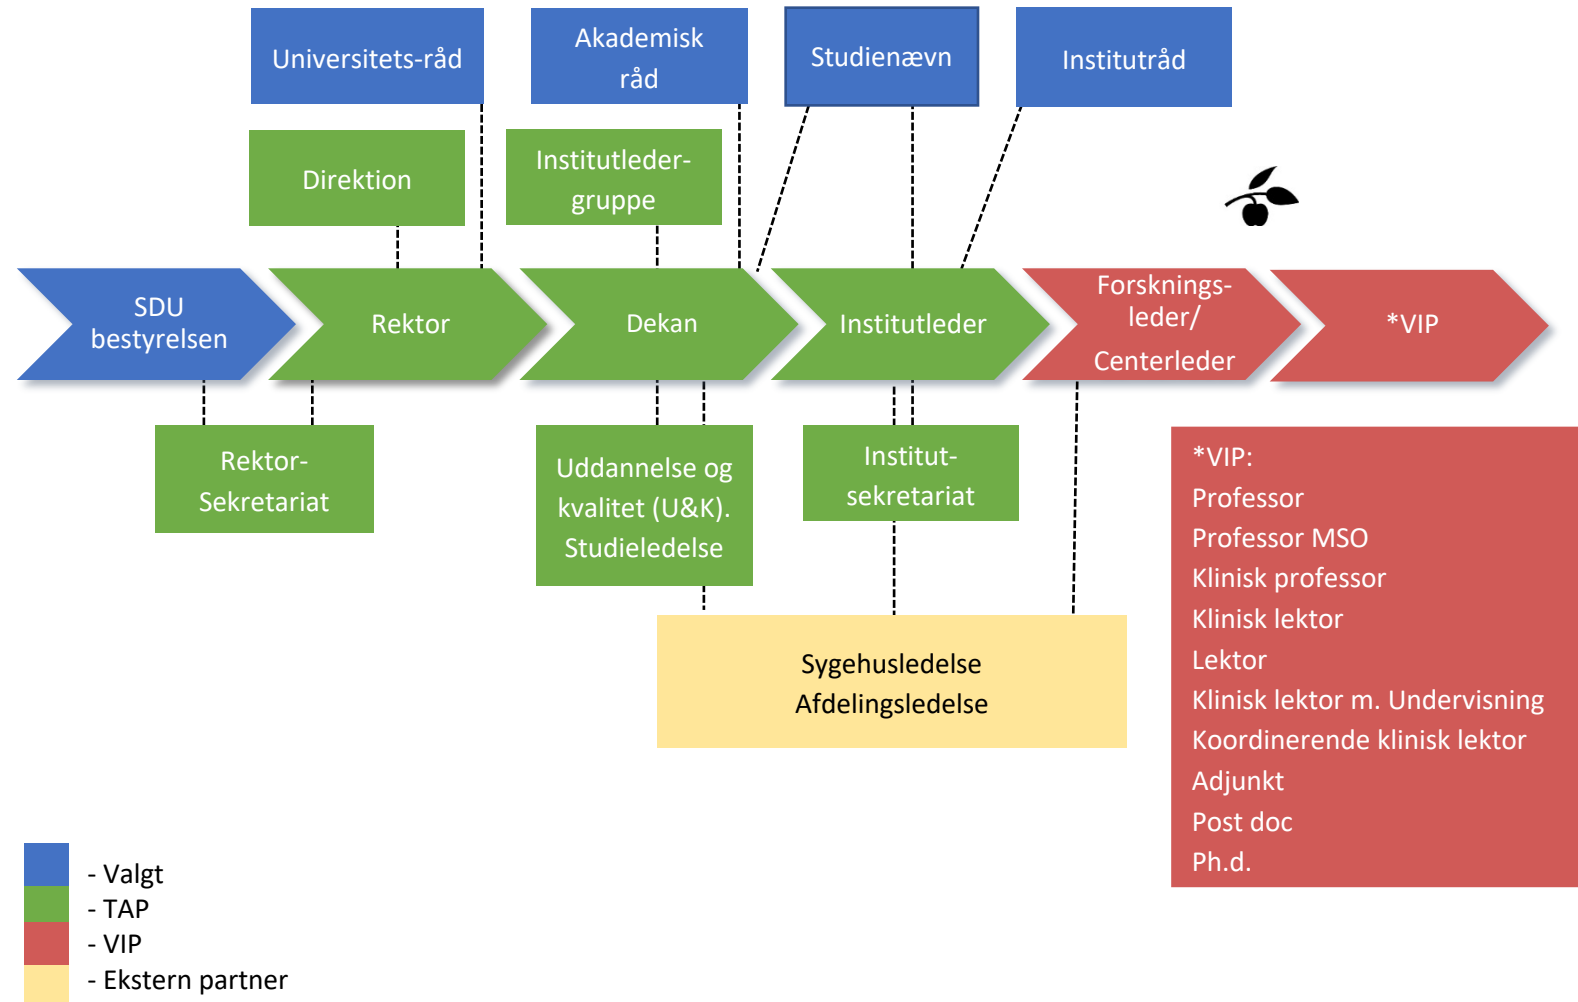 Universitets-råd
Akademisk
råd
Studienævn
Institutråd
Direktion
Institutleder-
gruppe
SDU
bestyrelsen
Rektor
Dekan
Institutleder
Forsknings-
leder/
Centerleder
*VIP
Rektor-
Sekretariat
Uddannelse og
kvalitet (U&K).
Studieledelse
Institut-
sekretariat
Sygehusledelse
Afdelingsledelse
*VIP:
Professor
Professor MSO
Klinisk professor
Klinisk lektor
Lektor
Klinisk lektor m. Undervisning
Koordinerende klinisk lektor
Adjunkt
Post doc
Ph.d.
- Valgt
- TAP
- VIP
- Ekstern partner